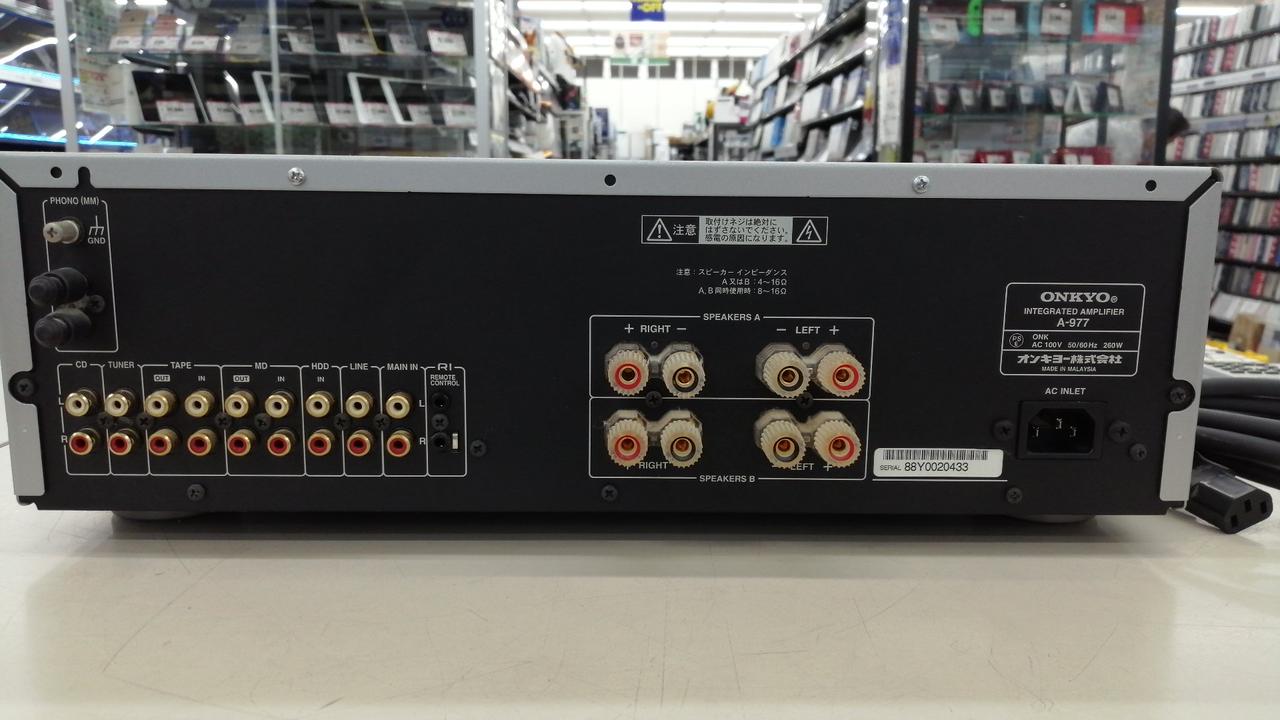 -OFF
PHONO (MM)
GND
注意
取付けネジは絶対に
はずさないでください。
感電の原因になります。
注意 : スピーカー インピーダンス
A 又は B : 4～16Ω
A, B 同時使用時 : 8～16Ω
ONKYO®
INTEGRATED AMPLIFIER
A-977
PS
E
ONK
AC 100V 50/60Hz 260W
オンキヨー株式会社
MADE IN MALAYSIA
SPEAKERS A
+ RIGHT − − LEFT +
RIGHT LEFT +
SPEAKERS B
CD TUNER TAPE MD HDD LINE MAIN IN RI
OUT IN OUT IN IN REMOTE
CONTROL
L L
R R
AC INLET
SERIAL 88Y0020433